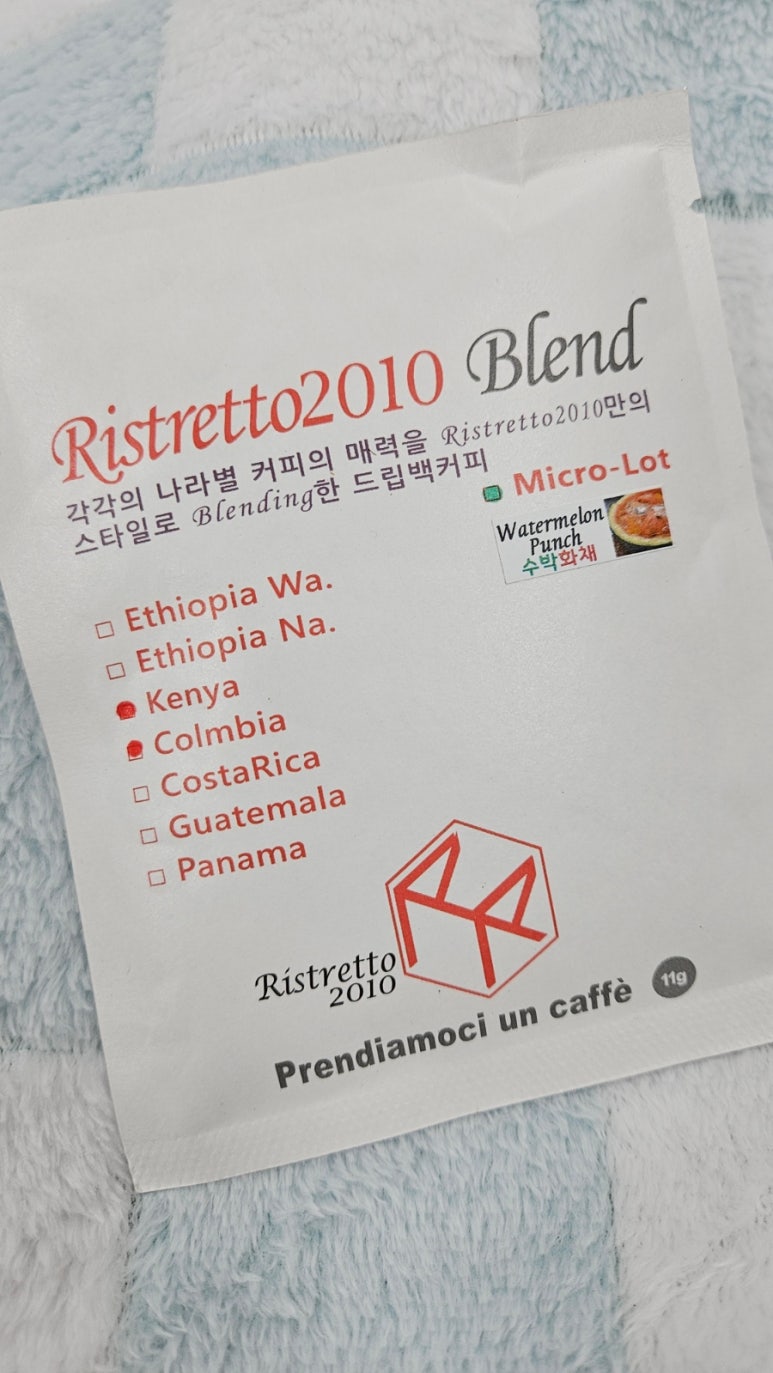 Ristretto2010 Blend
각각의 나라별 커피의 매력을 Ristretto2010만의
스타일로 Blending한 드립백커피
Micro-Lot
Watermelon
Punch
수박화채
Ethiopia Wa.
Ethiopia Na.
Kenya
Colmbia
CostaRica
Guatemala
Panama
Ristretto
2010
Prendiamoci un caffè
11g